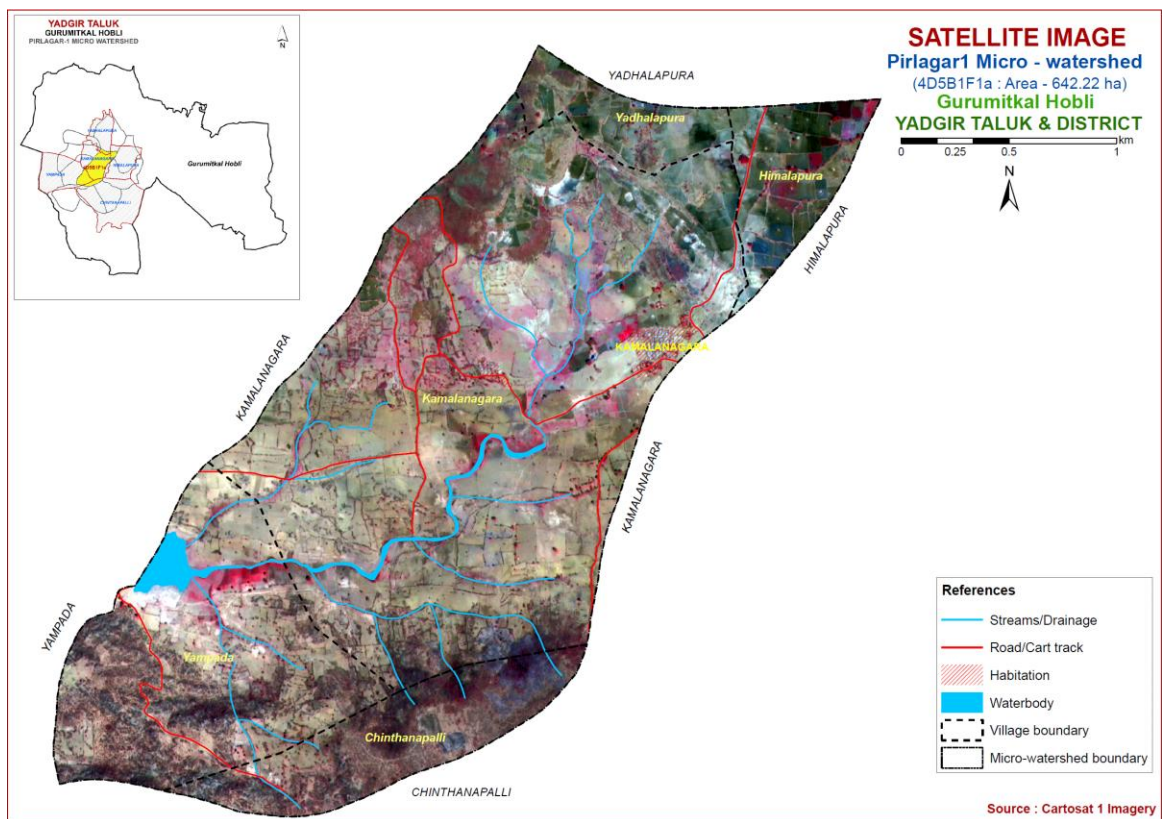 YADGIR TALUK
GURUMITKAL HOBLI
PIRLAGAR-1 MICRO WATERSHED
N
YADHALAPURA
YAMPADA
CHINTHANAPALLI
Gurumitkal Hobli
SATELLITE IMAGE
Pirlagar1 Micro - watershed
(4D5B1F1a : Area - 642.22 ha)
Gurumitkal Hobli
YADGIR TALUK & DISTRICT
km
0 0.25 0.5 1
N
YADHALAPURA
Yadhalapura
Himalapura
HIMALAPURA
KAMALANAGARA
KAMALANAGARA
Kamalanagara
KAMALANAGARA
YAMPADA
Yampada
Chinthanapalli
CHINTHANAPALLI
References
Streams/Drainage
Road/Cart track
Habitation
Waterbody
Village boundary
Micro-watershed boundary
Source : Cartosat 1 Imagery